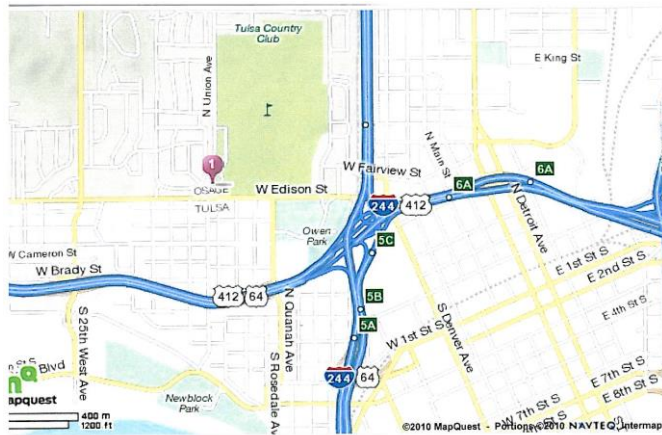 Tulsa Country
Club
N Union Ave
E King St
1
N Main St
W Fairview St
6A
6A
OSAGE
W Edison St
TULSA
244
412
N Detroit Ave
Owen
Park
5C
W Cameron St
W Brady St
E 1st St S
E 2nd St S
412
64
5B
E 4th St S
N Quanah Ave
5A
W 1st St S
S Denver Ave
S 25th West Ave
Blvd
S Rosedale Av
244
64
E 7th St S
E 8th St S
mapquest
Newblock
Park
400 m
1200 ft
W 7th St S
©2010 MapQuest - Portions ©2010 NAVTEQ, Intermap